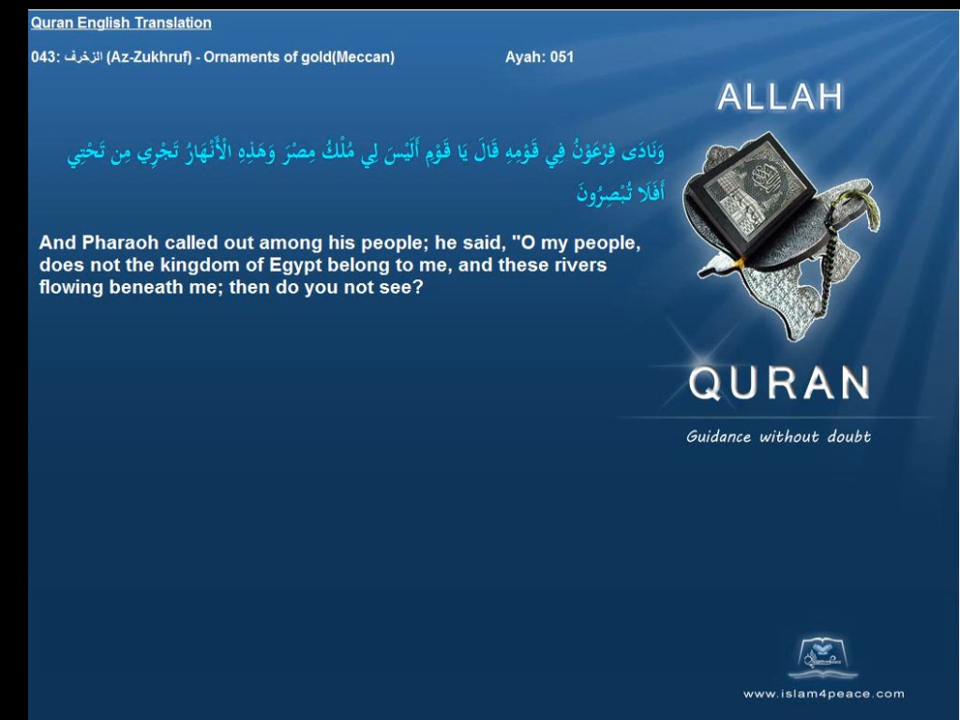 Quran English Translation
043: الزخرف (Az-Zukhruf) - Ornaments of gold(Meccan) Ayah: 051
ALLAH
وَنَادَى فِرْعَوْنُ فِي قَوْمِهِ قَالَ يَا قَوْمِ أَلَيْسَ لِي مُلْكُ مِصْرَ وَهَذِهِ الْأَنْهَارُ تَجْرِي مِن تَحْتِي
أَفَلَا تُبْصِرُونَ
And Pharaoh called out among his people; he said, "O my people,
does not the kingdom of Egypt belong to me, and these rivers
flowing beneath me; then do you not see?
QURAN
Guidance without doubt
www.islam4peace.com